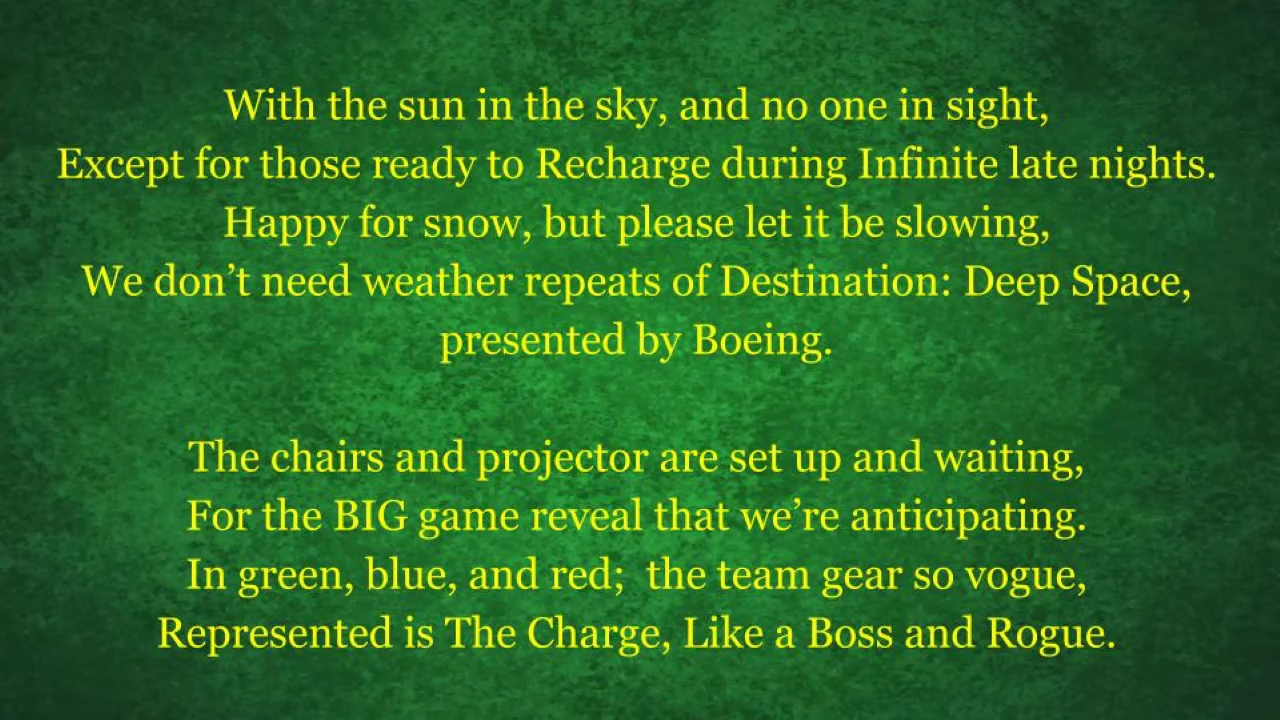 With the sun in the sky, and no one in sight,
Except for those ready to Recharge during Infinite late nights.
Happy for snow, but please let it be slowing,
We don’t need weather repeats of Destination: Deep Space,
presented by Boeing.
The chairs and projector are set up and waiting,
For the BIG game reveal that we’re anticipating.
In green, blue, and red;  the team gear so vogue,
Represented is The Charge, Like a Boss and Rogue.